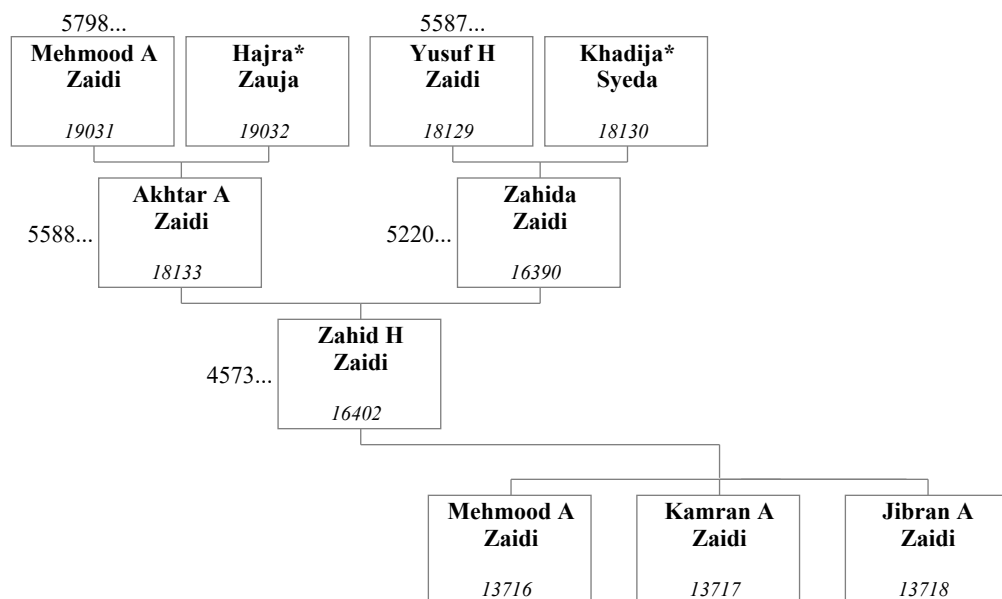 5798...
5587...
Mehmood A
Zaidi
19031
Hajra*
Zauja
19032
Yusuf H
Zaidi
18129
Khadija*
Syeda
18130
5588...
Akhtar A
Zaidi
18133
5220...
Zahida
Zaidi
16390
4573...
Zahid H
Zaidi
16402
Mehmood A
Zaidi
13716
Kamran A
Zaidi
13717
Jibran A
Zaidi
13718